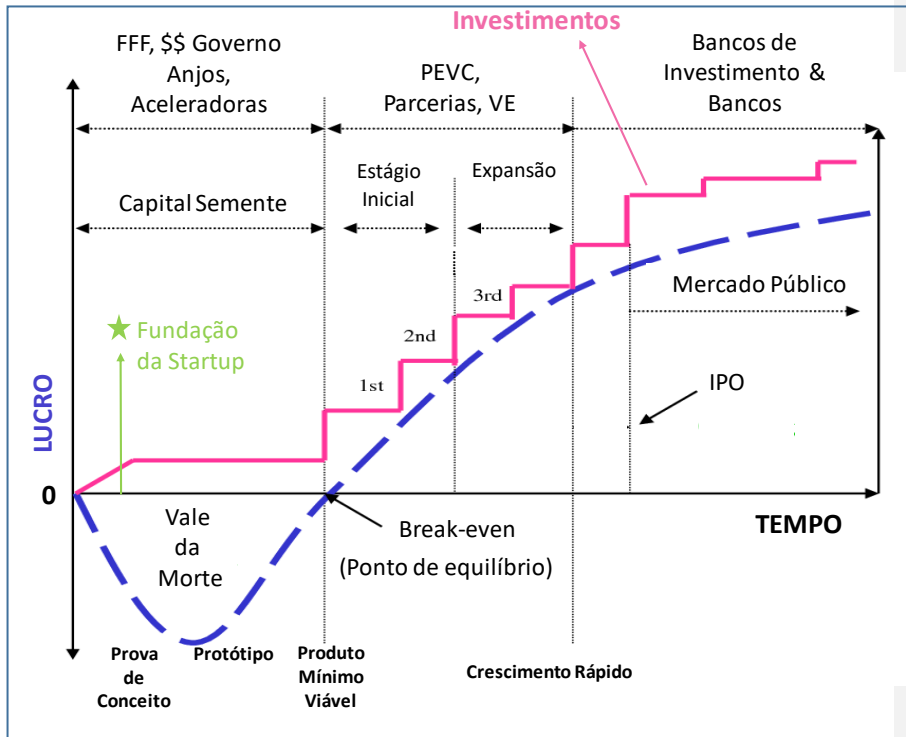 Investimentos
FFF, $$ Governo
Anjos,
Aceleradoras
PEVC,
Parcerias, VE
Bancos de
Investimento &
Bancos
Capital Semente
Estágio
Inicial
Expansão
Mercado Público
Fundação
da Startup
1st
2nd
3rd
IPO
LUCRO
0
TEMPO
Vale
da
Morte
Break-even
(Ponto de equilíbrio)
Prova
de
Conceito
Protótipo
Produto
Mínimo
Viável
Crescimento Rápido